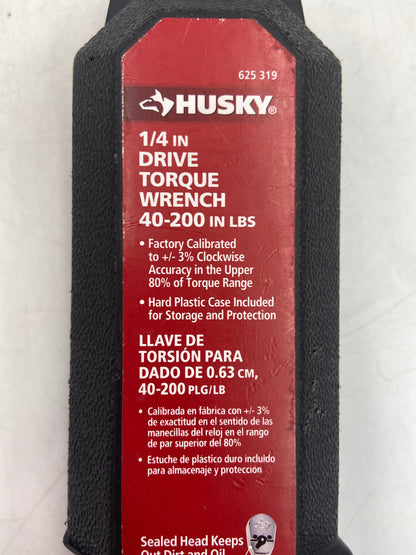 625 319
HUSKY®
1/4 IN
DRIVE
TORQUE
WRENCH
40-200 IN LBS
• Factory Calibrated
to +/- 3% Clockwise
Accuracy in the Upper
80% of Torque Range
• Hard Plastic Case Included
for Storage and Protection
LLAVE DE
TORSIÓN PARA
DADO DE 0.63 CM,
40-200 PLG/LB
• Calibrada en fábrica con +/- 3%
de exactitud en el sentido de las
manecillas del reloj en el rango
de par superior del 80%
• Estuche de plástico duro incluido
para almacenaje y protección
Sealed Head Keeps
Out Dirt and Oil